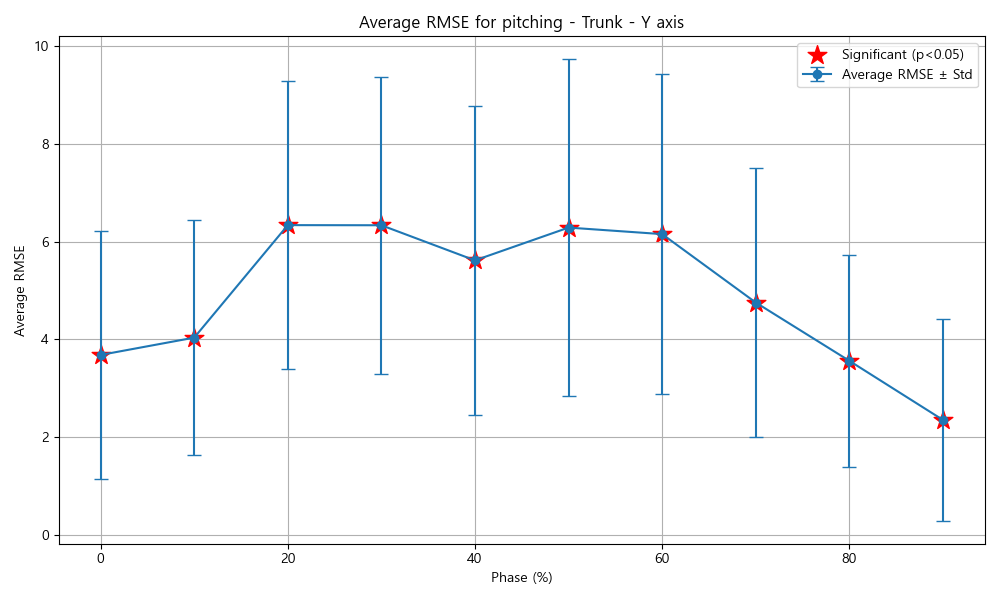 Average RMSE for pitching - Trunk - Y axis
Significant (p<0.05)
Average RMSE ± Std
Average RMSE
10
8
6
4
2
0
0 20 40 60 80
Phase (%)